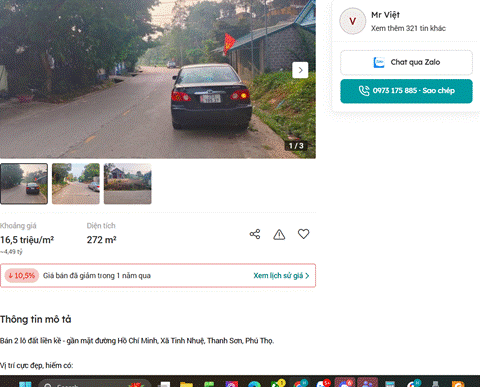 V
Mr Việt
Xem thêm 321 tin khác
Chat qua Zalo
0973 175 885 · Sao chép
1 / 3
Khoảng giá
Diện tích
16,5 triệu/m²
272 m²
~4,49 tỷ
10,5%
Giá bán đã giảm trong 1 năm qua
Xem lịch sử giá
Thông tin mô tả
Bán 2 lô đất liền kề - gần mặt đường Hồ Chí Minh, Xã Tinh Nhuệ, Thanh Sơn, Phú Thọ.
Vị trí cực đẹp, hiếm có:
Search